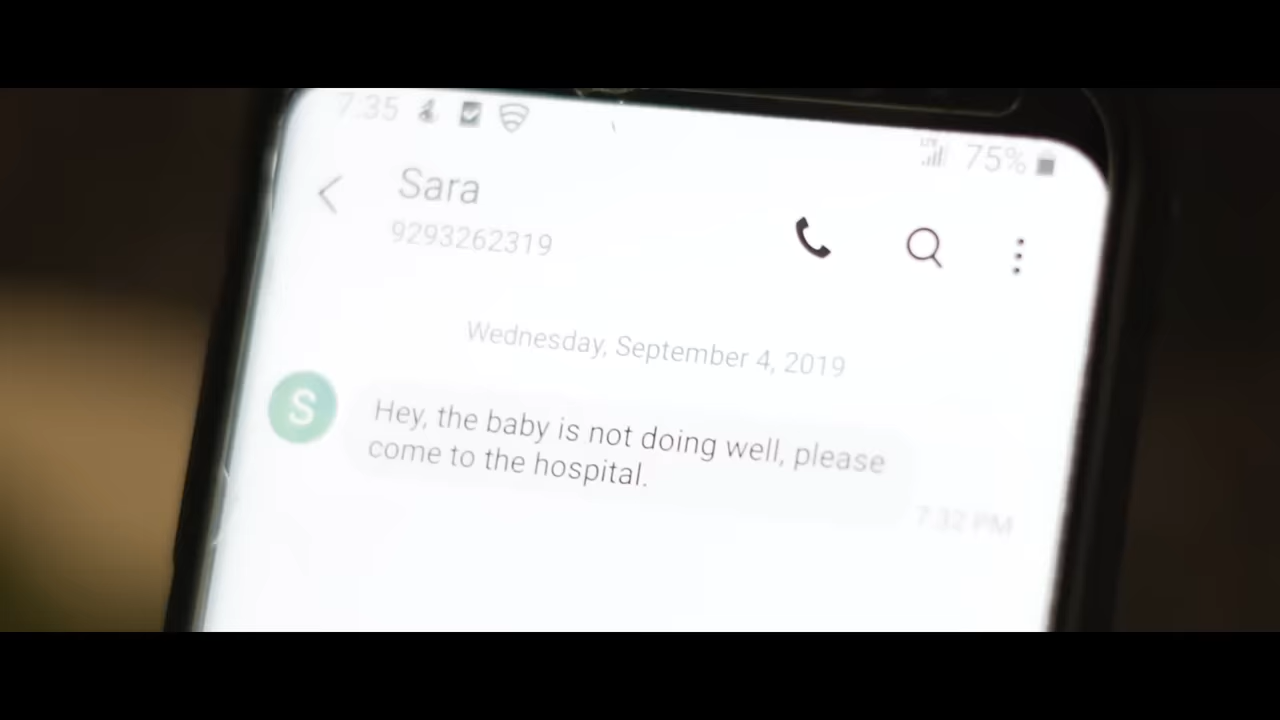 7:35
LTE 75%
Sara
9293262319
Wednesday, September 4, 2019
S
Hey, the baby is not doing well, please
come to the hospital.
7:32 PM